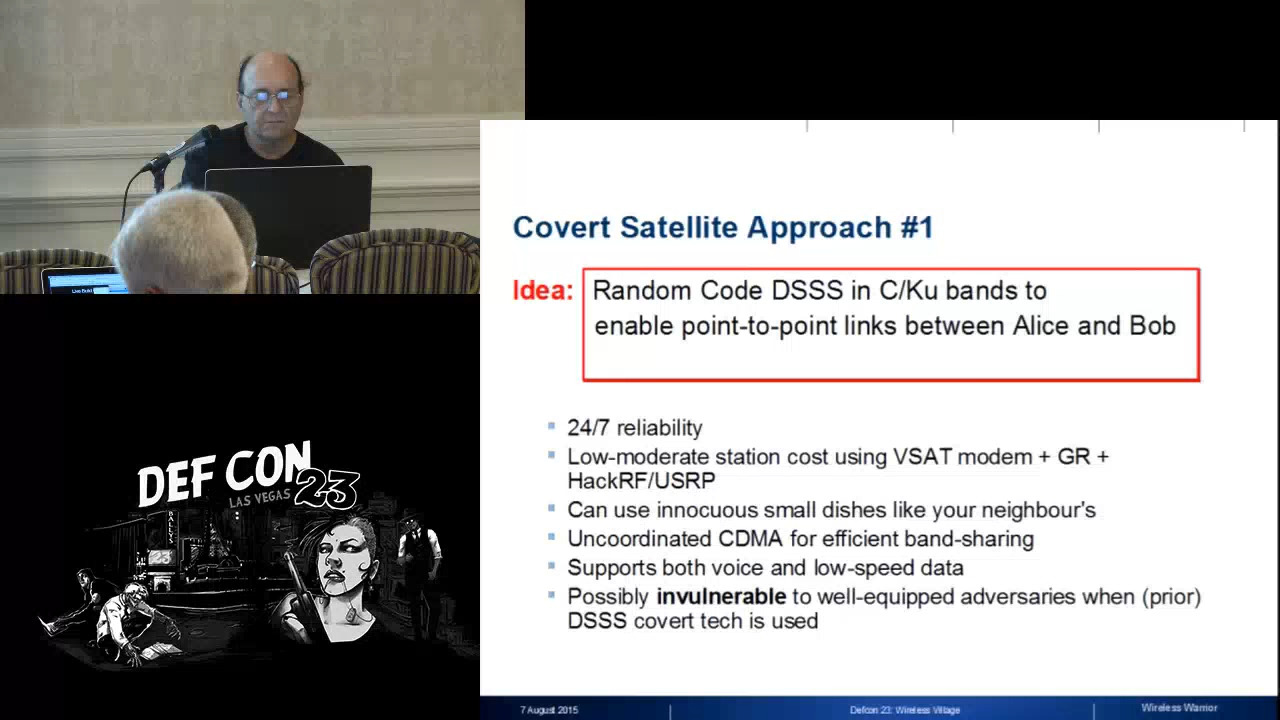 Covert Satellite Approach #1
Idea: Random Code DSSS in C/Ku bands to
enable point-to-point links between Alice and Bob
24/7 reliability
Low-moderate station cost using VSAT modem + GR +
HackRF/USRP
Can use innocuous small dishes like your neighbour's
Uncoordinated CDMA for efficient band-sharing
Supports both voice and low-speed data
Possibly invulnerable to well-equipped adversaries when (prior)
DSSS covert tech is used
7 August 2015
Defcon 23: Wireless Village
Wireless Warrior
DEF CON
LAS VEGAS 23
BALLYS